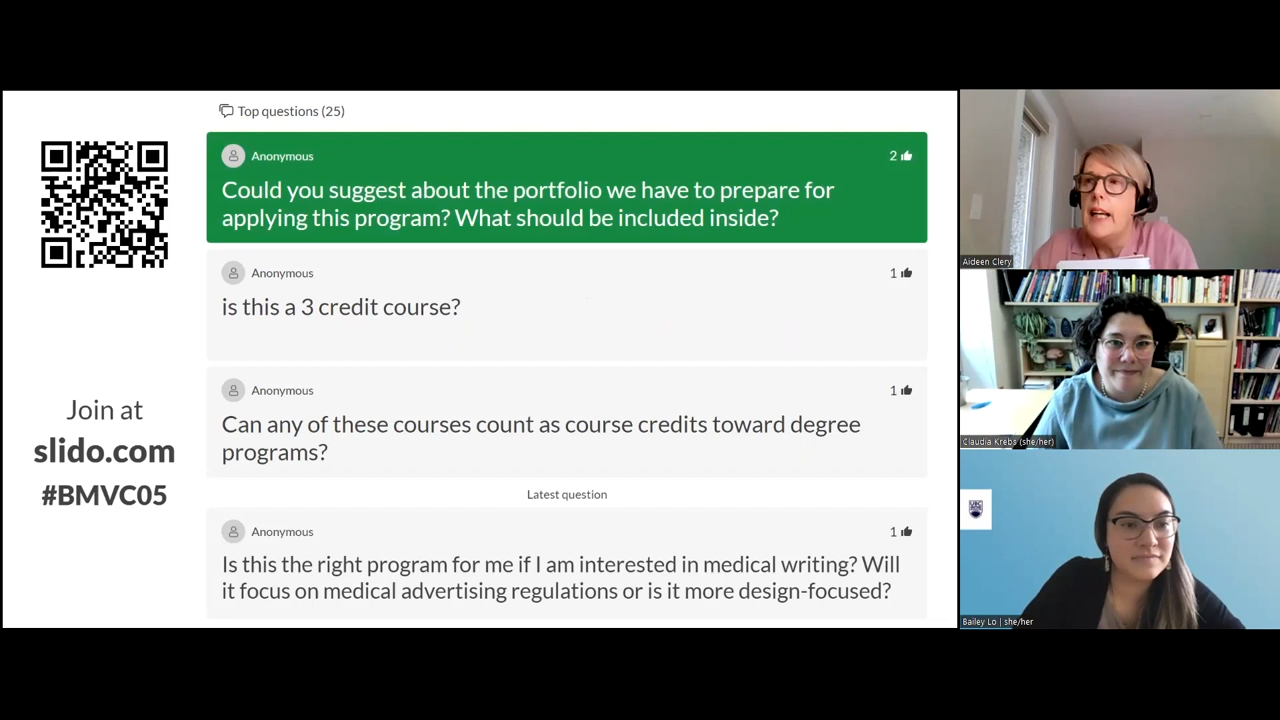 Top questions (25)
Anonymous
2
Could you suggest about the portfolio we have to prepare for
applying this program? What should be included inside?
Anonymous
1
is this a 3 credit course?
Anonymous
1
Can any of these courses count as course credits toward degree
programs?
Latest question
Anonymous
1
Is this the right program for me if I am interested in medical writing? Will
it focus on medical advertising regulations or is it more design-focused?
Join at
slido.com
#BMVC05
Aideen Clery
Claudia Krebs (she/her)
UBC
Bailey Lo | she/her